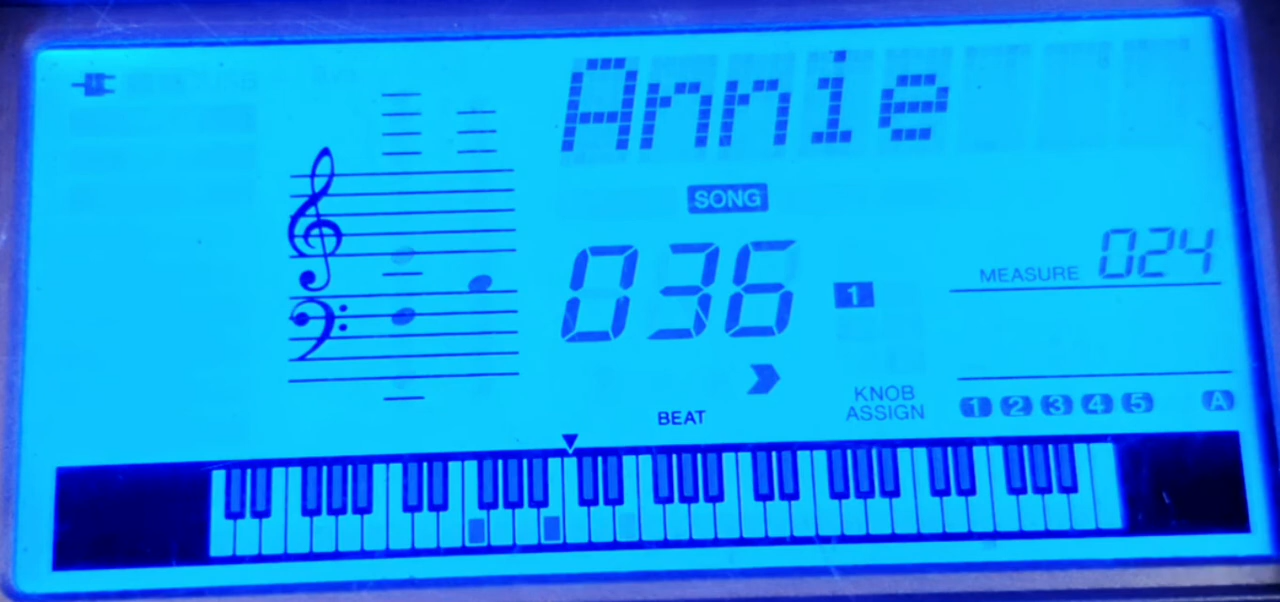 Annie
SONG
036
1
MEASURE 024
KNOB
ASSIGN
1 2 3 4 5 A
BEAT